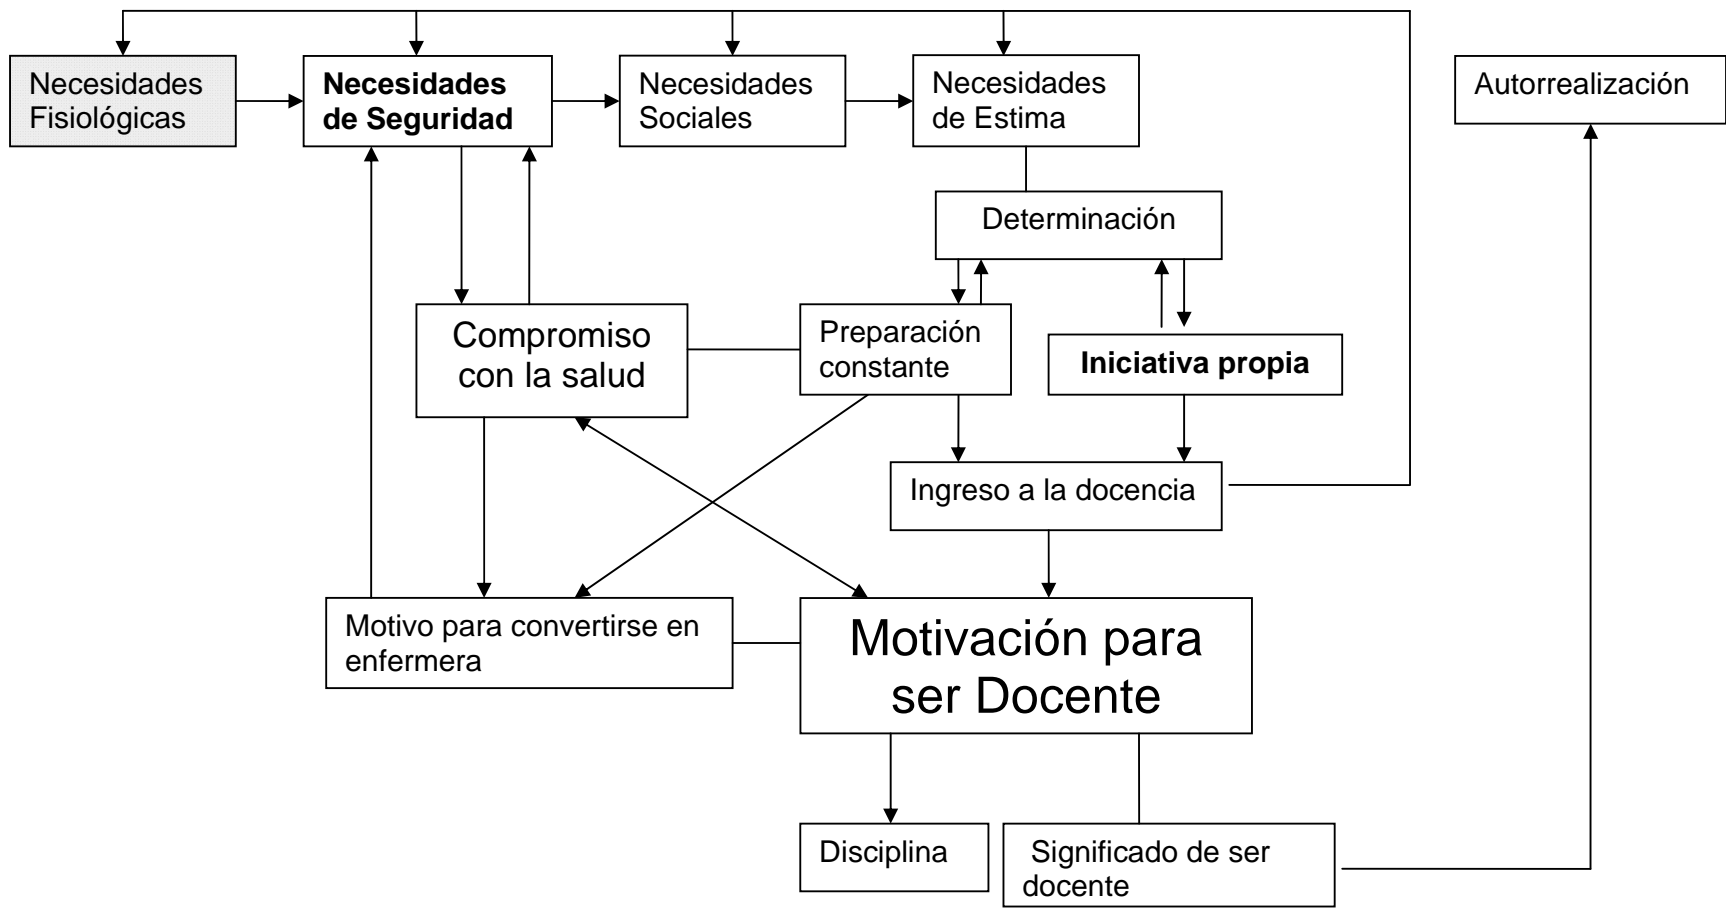 Necesidades
Fisiológicas
Necesidades
de Seguridad
Necesidades
Sociales
Necesidades
de Estima
Autorrealización
Determinación
Compromiso
con la salud
Preparación
constante
Iniciativa propia
Ingreso a la docencia
Motivo para convertirse en
enfermera
Motivación para
ser Docente
Disciplina
Significado de ser
docente